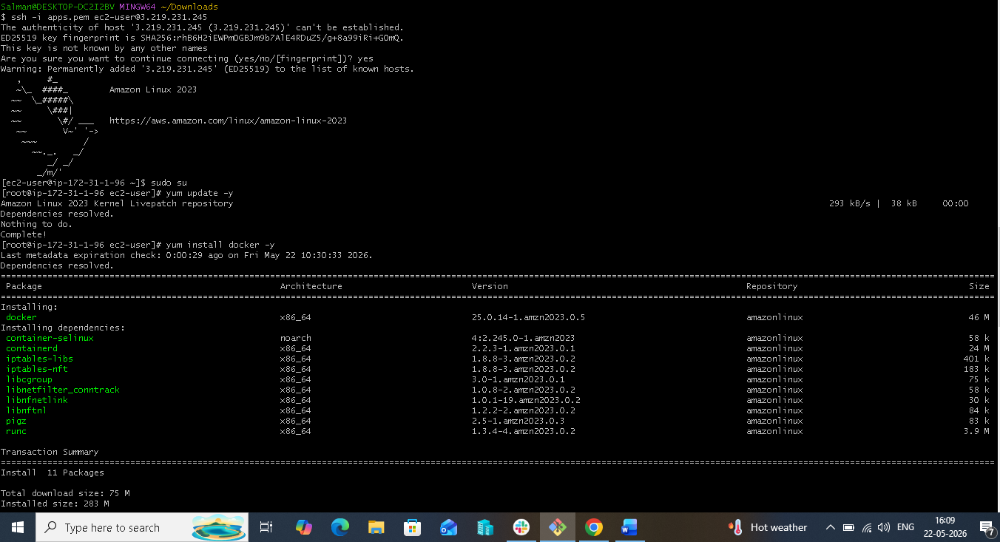 Salman@DESKTOP-DC2I2BV MINGW64 ~/Downloads
$ ssh -i apps.pem ec2-user@3.219.231.245
The authenticity of host '3.219.231.245 (3.219.231.245)' can't be established.
ED25519 key fingerprint is SHA256:rhB6H2iEWPmOGBJm9b7AlE4RDuZ5/g+8a99iRi+G0mQ.
This key is not known by any other names
Are you sure you want to continue connecting (yes/no/[fingerprint])? yes
Warning: Permanently added '3.219.231.245' (ED25519) to the list of known hosts.
   ,     #_
   ~\_  ####_        Amazon Linux 2023
  ~~  \_#####\
  ~~     \###|
  ~~       \#/ ___   https://aws.amazon.com/linux/amazon-linux-2023
   ~~       V~' '->
    ~~~         /
      ~~._.   _/
         _/ _/
       _/m/'
[ec2-user@ip-172-31-1-96 ~]$ sudo su
[root@ip-172-31-1-96 ec2-user]# yum update -y
Amazon Linux 2023 Kernel Livepatch repository 293 kB/s | 38 kB 00:00
Dependencies resolved.
Nothing to do.
Complete!
[root@ip-172-31-1-96 ec2-user]# yum install docker -y
Last metadata expiration check: 0:00:29 ago on Fri May 22 10:30:33 2026.
Dependencies resolved.
Package Architecture Version Repository Size
Installing:
docker x86_64 25.0.14-1.amzn2023.0.5 amazonlinux 46 M
Installing dependencies:
container-selinux noarch 4:2.245.0-1.amzn2023 amazonlinux 58 k
containerd x86_64 2.2.3-1.amzn2023.0.1 amazonlinux 24 M
iptables-libs x86_64 1.8.8-3.amzn2023.0.2 amazonlinux 401 k
iptables-nft x86_64 1.8.8-3.amzn2023.0.2 amazonlinux 183 k
libcgroup x86_64 3.0-1.amzn2023.0.1 amazonlinux 75 k
libnetfilter_conntrack x86_64 1.0.8-2.amzn2023.0.2 amazonlinux 58 k
libnfnetlink x86_64 1.0.1-19.amzn2023.0.2 amazonlinux 30 k
libnftnl x86_64 1.2.2-2.amzn2023.0.2 amazonlinux 84 k
pigz x86_64 2.5-1.amzn2023.0.3 amazonlinux 83 k
runc x86_64 1.3.4-4.amzn2023.0.2 amazonlinux 3.9 M
Transaction Summary
Install 11 Packages
Total download size: 75 M
Installed size: 283 M
Type here to search
Hot weather
ENG
16:09
22-05-2026
7